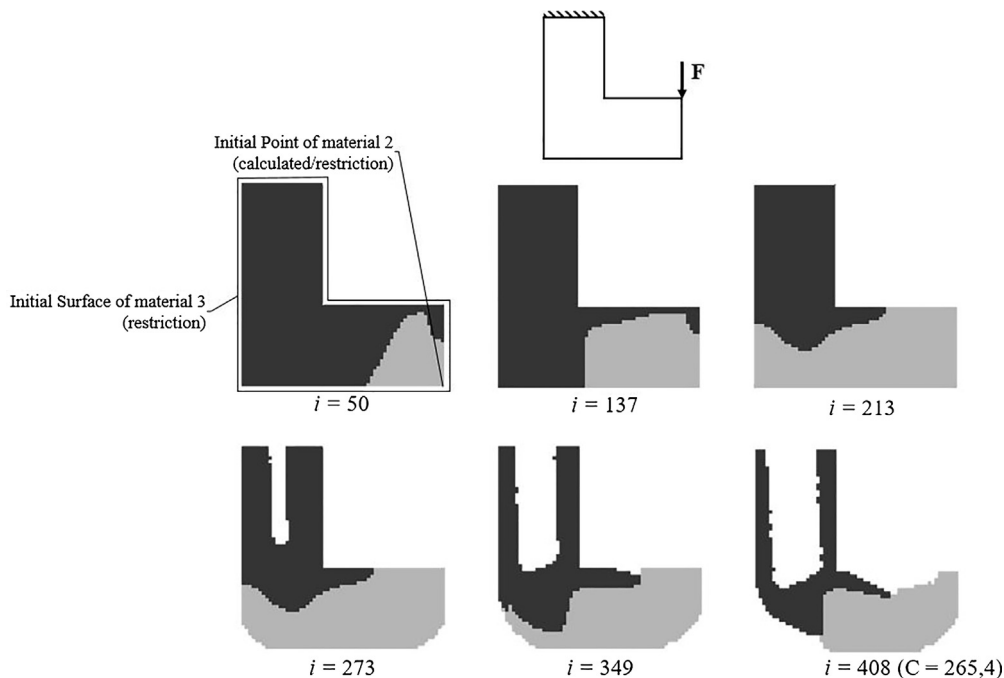 F
Initial Point of material 2
(calculated/restriction)
Initial Surface of material 3
(restriction)
i = 50
i = 137
i = 213
i = 273
i = 349
i = 408 (C = 265,4)